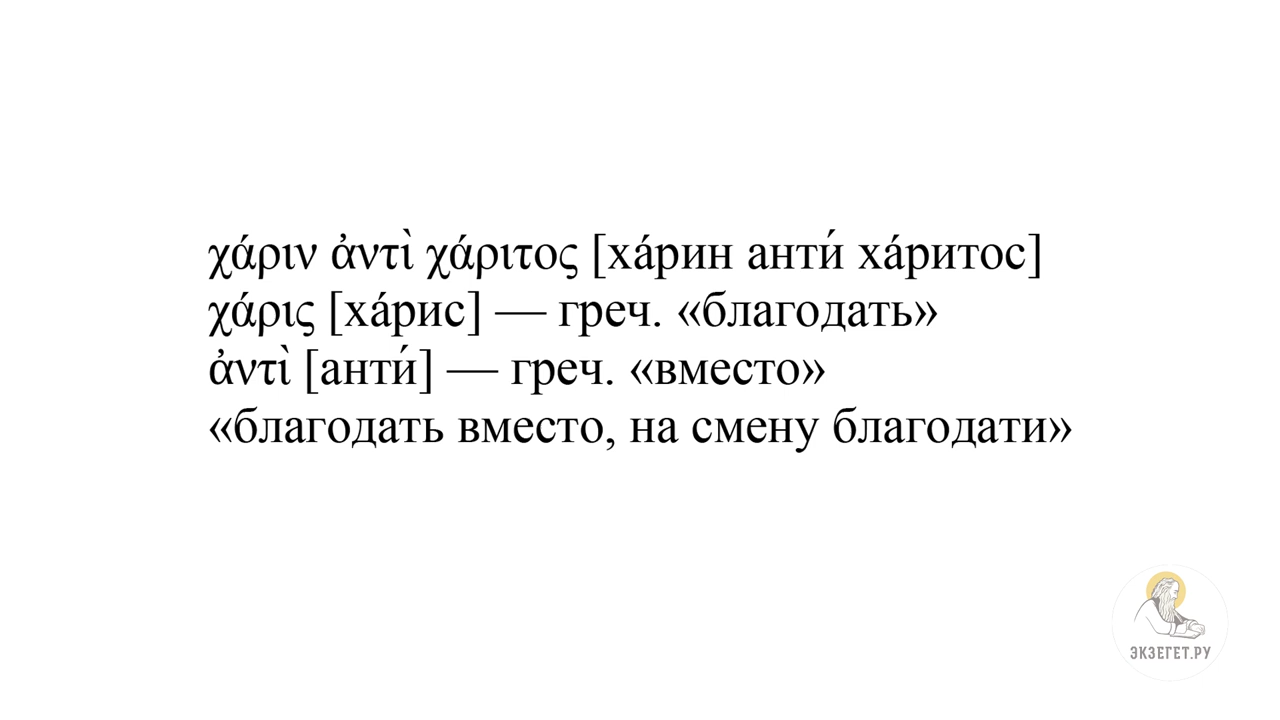 χάριν ἀντὶ χάριτος [ха́рин анти́ ха́ритос]
χάρις [ха́рис] — греч. «благодать»
ἀντὶ [анти́] — греч. «вместо»
«благодать вместо, на смену благодати»
ЭКЗЕГЕТ.РУ